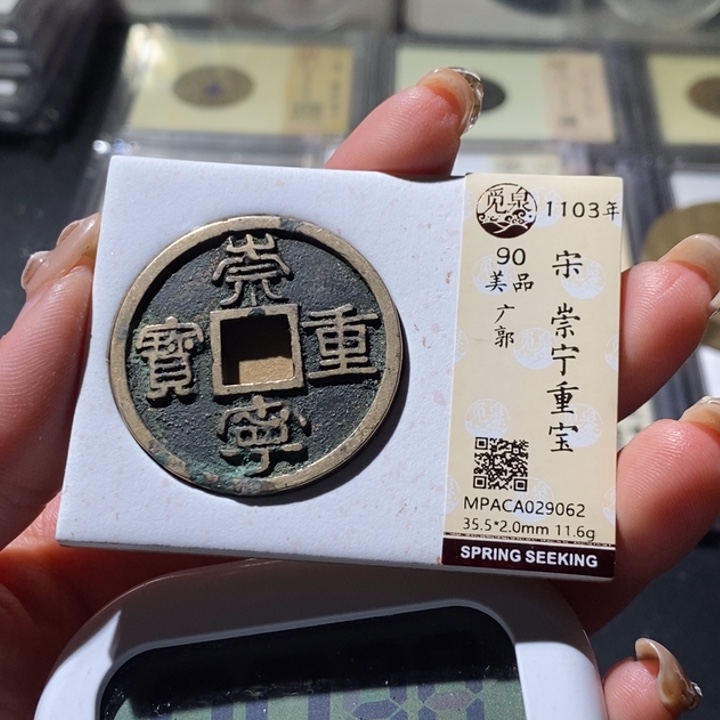 崇
寧
重
寳
觅泉
1103年
90
美品
广郭
宋 崇宁重宝
MPACA029062
35.5*2.0mm 11.6g
SPRING SEEKING